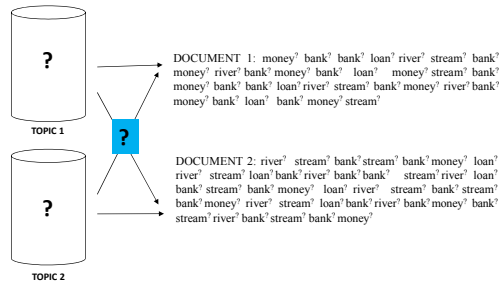 ?
TOPIC 1
?
?
TOPIC 2
DOCUMENT 1: money? bank? bank? loan? river? stream? bank?
money? river? bank? money? bank? loan? money? stream? bank?
money? bank? bank? loan? river? stream? bank? money? river? bank?
money? bank? loan? bank? money? stream?
DOCUMENT 2: river? stream? bank? stream? bank? money? loan?
river? stream? loan? bank? river? bank? bank? stream? river? loan?
bank? stream? bank? money? loan? river? stream? bank? stream?
bank? money? river? stream? loan? bank? river? bank? money? bank?
stream? river? bank? stream? bank? money?